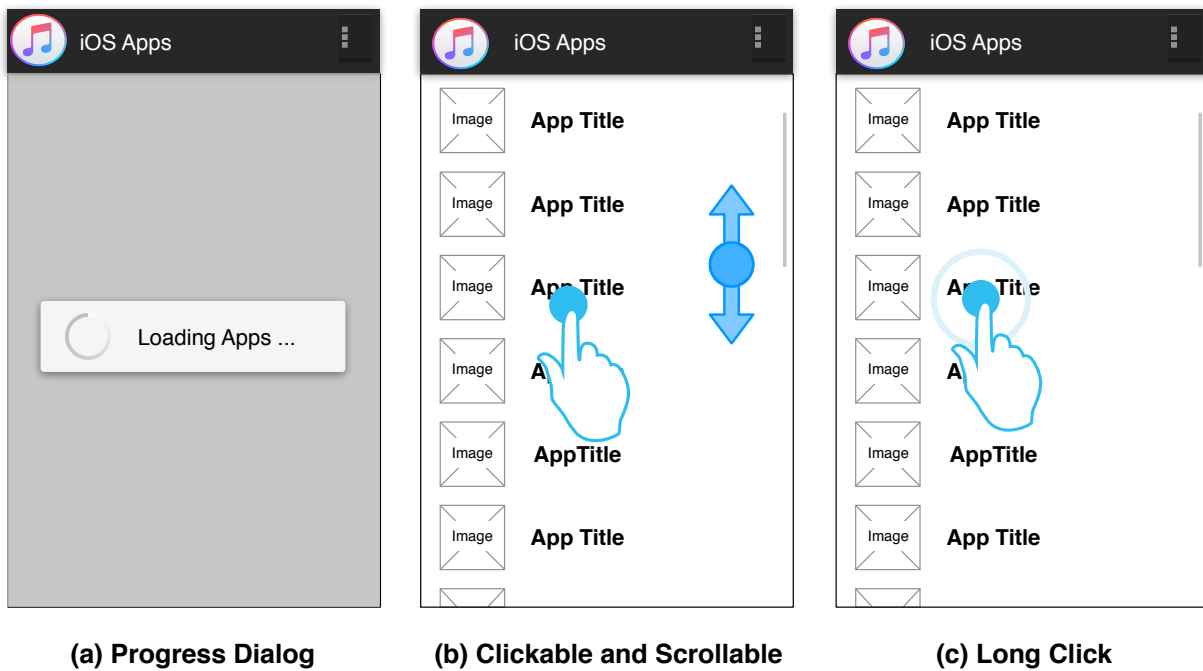 iOS Apps
Loading Apps ...
(a) Progress Dialog
iOS Apps
Image App Title
Image App Title
Image App Title
Image A
Image AppTitle
Image App Title
(b) Clickable and Scrollable
iOS Apps
Image App Title
Image App Title
Image App Title
Image A
Image AppTitle
Image App Title
(c) Long Click